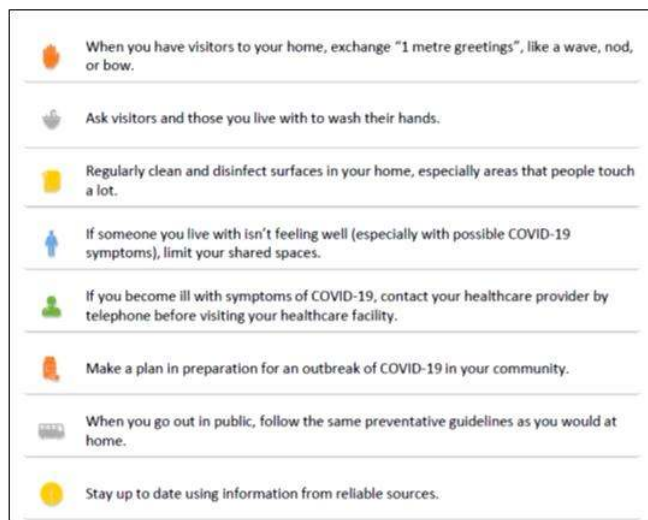 When you have visitors to your home, exchange “1 metre greetings”, like a wave, nod,
or bow.
Ask visitors and those you live with to wash their hands.
Regularly clean and disinfect surfaces in your home, especially areas that people touch
a lot.
If someone you live with isn’t feeling well (especially with possible COVID-19
symptoms), limit your shared spaces.
If you become ill with symptoms of COVID-19, contact your healthcare provider by
telephone before visiting your healthcare facility.
Make a plan in preparation for an outbreak of COVID-19 in your community.
When you go out in public, follow the same preventative guidelines as you would at
home.
Stay up to date using information from reliable sources.